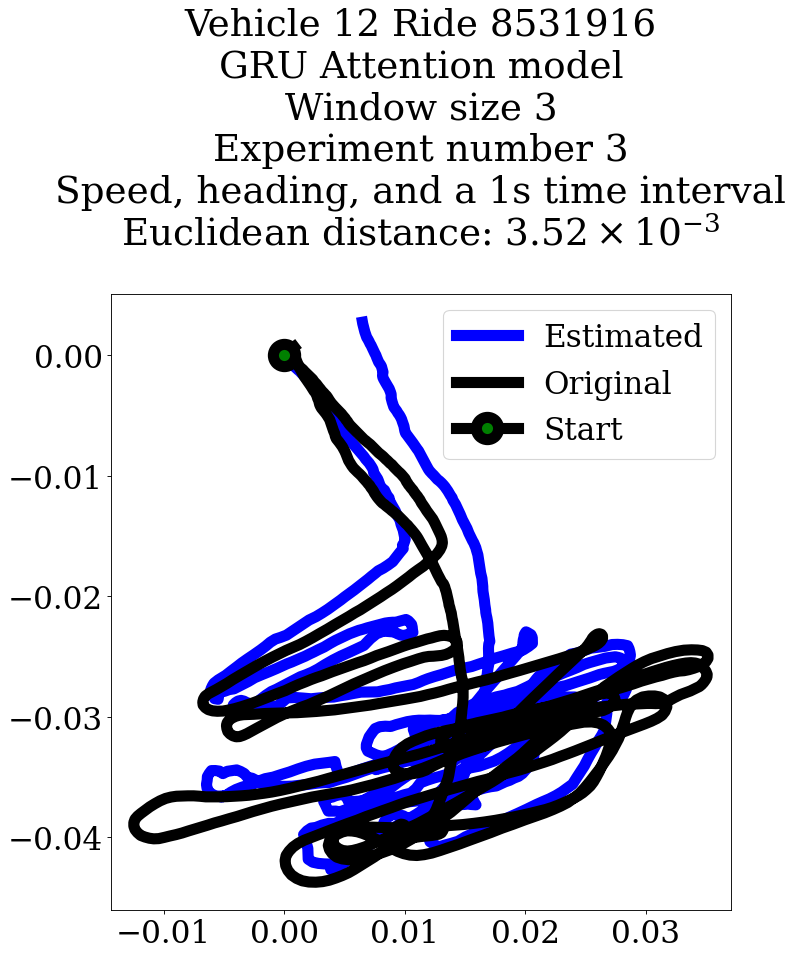 Vehicle 12 Ride 8531916
GRU Attention model
Window size 3
Experiment number 3
Speed, heading, and a 1s time interval
Euclidean distance: 3.52 × 10⁻³
Estimated
Original
Start
0.00
−0.01
−0.02
−0.03
−0.04
−0.01 0.00 0.01 0.02 0.03